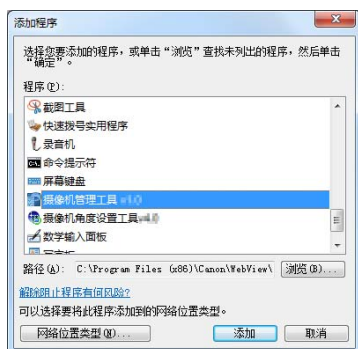 添加程序
选择您要添加的程序，或单击“浏览”查找未列出的程序，然后单击
“确定”。
程序(P)：
截图工具
快速拨号实用程序
录音机
命令提示符
屏幕键盘
摄像机管理工具 v1.0
摄像机角度设置工具
数学输入面板
路径(A)： C:\Program Files (x86)\Canon\WebView\ 浏览(B)...
解除阻止程序有何风险?
可以选择要将此程序添加到的网络位置类型。
网络位置类型(N)... 添加 取消